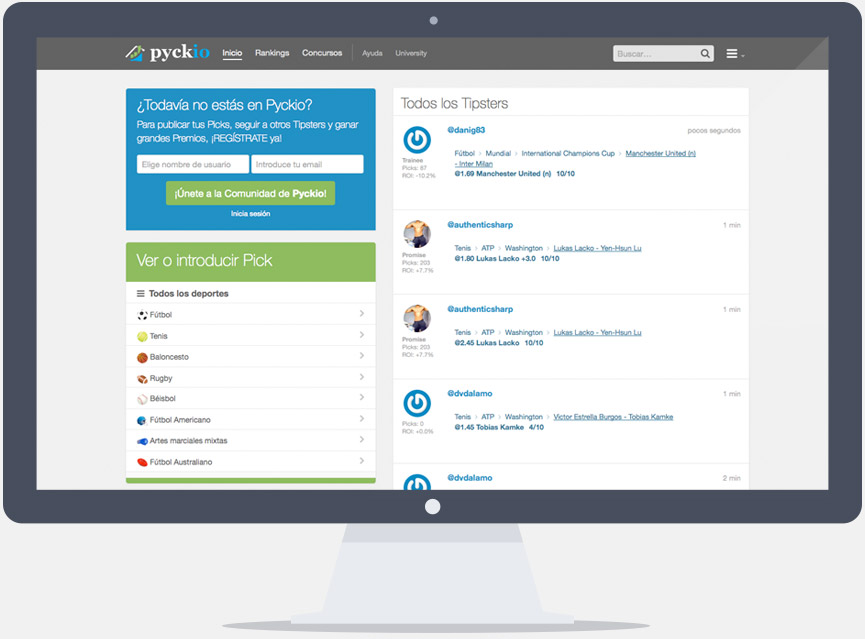 pyckio Inicio Rankings Concursos Ayuda University Buscar...
¿Todavía no estás en Pyckio?
Para publicar tus Picks, seguir a otros Tipsters y ganar
grandes Premios, ¡REGÍSTRATE ya!
Elige nombre de usuario Introduce tu email
¡Únete a la Comunidad de Pyckio!
Inicia sesión
Ver o introducir Pick
Todos los deportes
Fútbol
Tenis
Baloncesto
Rugby
Béisbol
Fútbol Americano
Artes marciales mixtas
Fútbol Australiano
Todos los Tipsters
@danig83 pocos segundos
Trainee
Picks: 87
ROI: -10.2%
Fútbol › Mundial › International Champions Cup › Manchester United (n)
- Inter Milan
@1.69 Manchester United (n) 10/10
@authenticsharp 1 min
Promise
Picks: 203
ROI: +7.7%
Tenis › ATP › Washington › Lukas Lacko - Yen-Hsun Lu
@1.80 Lukas Lacko +3.0 10/10
@authenticsharp 1 min
Promise
Picks: 203
ROI: +7.7%
Tenis › ATP › Washington › Lukas Lacko - Yen-Hsun Lu
@2.45 Lukas Lacko 10/10
@dvdalamo 1 min
Picks: 0
ROI: +0.0%
Tenis › ATP › Washington › Victor Estrella Burgos - Tobias Kamke
@1.45 Tobias Kamke 4/10
@dvdalamo 2 min